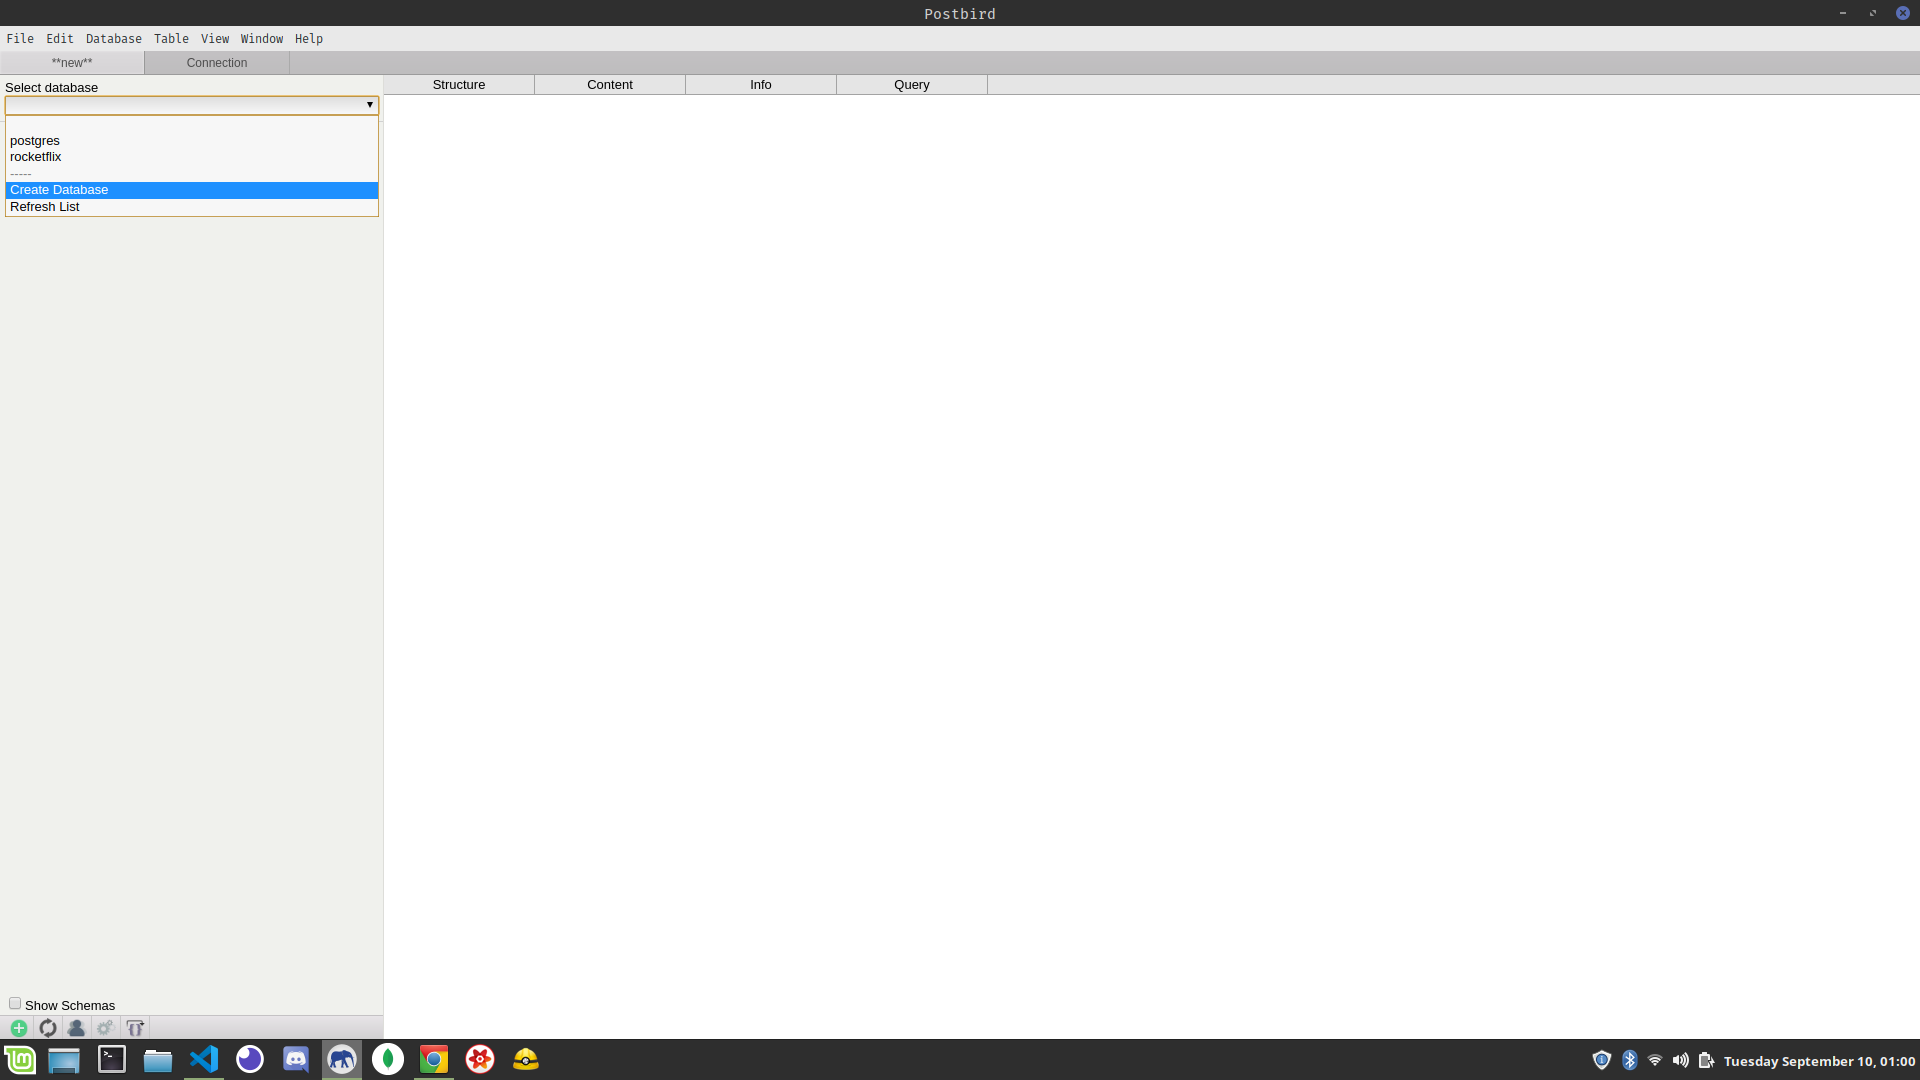 Postbird
File Edit Database Table View Window Help
**new** Connection
Select database
Structure Content Info Query
postgres
rocketflix
-----
Create Database
Refresh List
Show Schemas
Tuesday September 10, 01:00